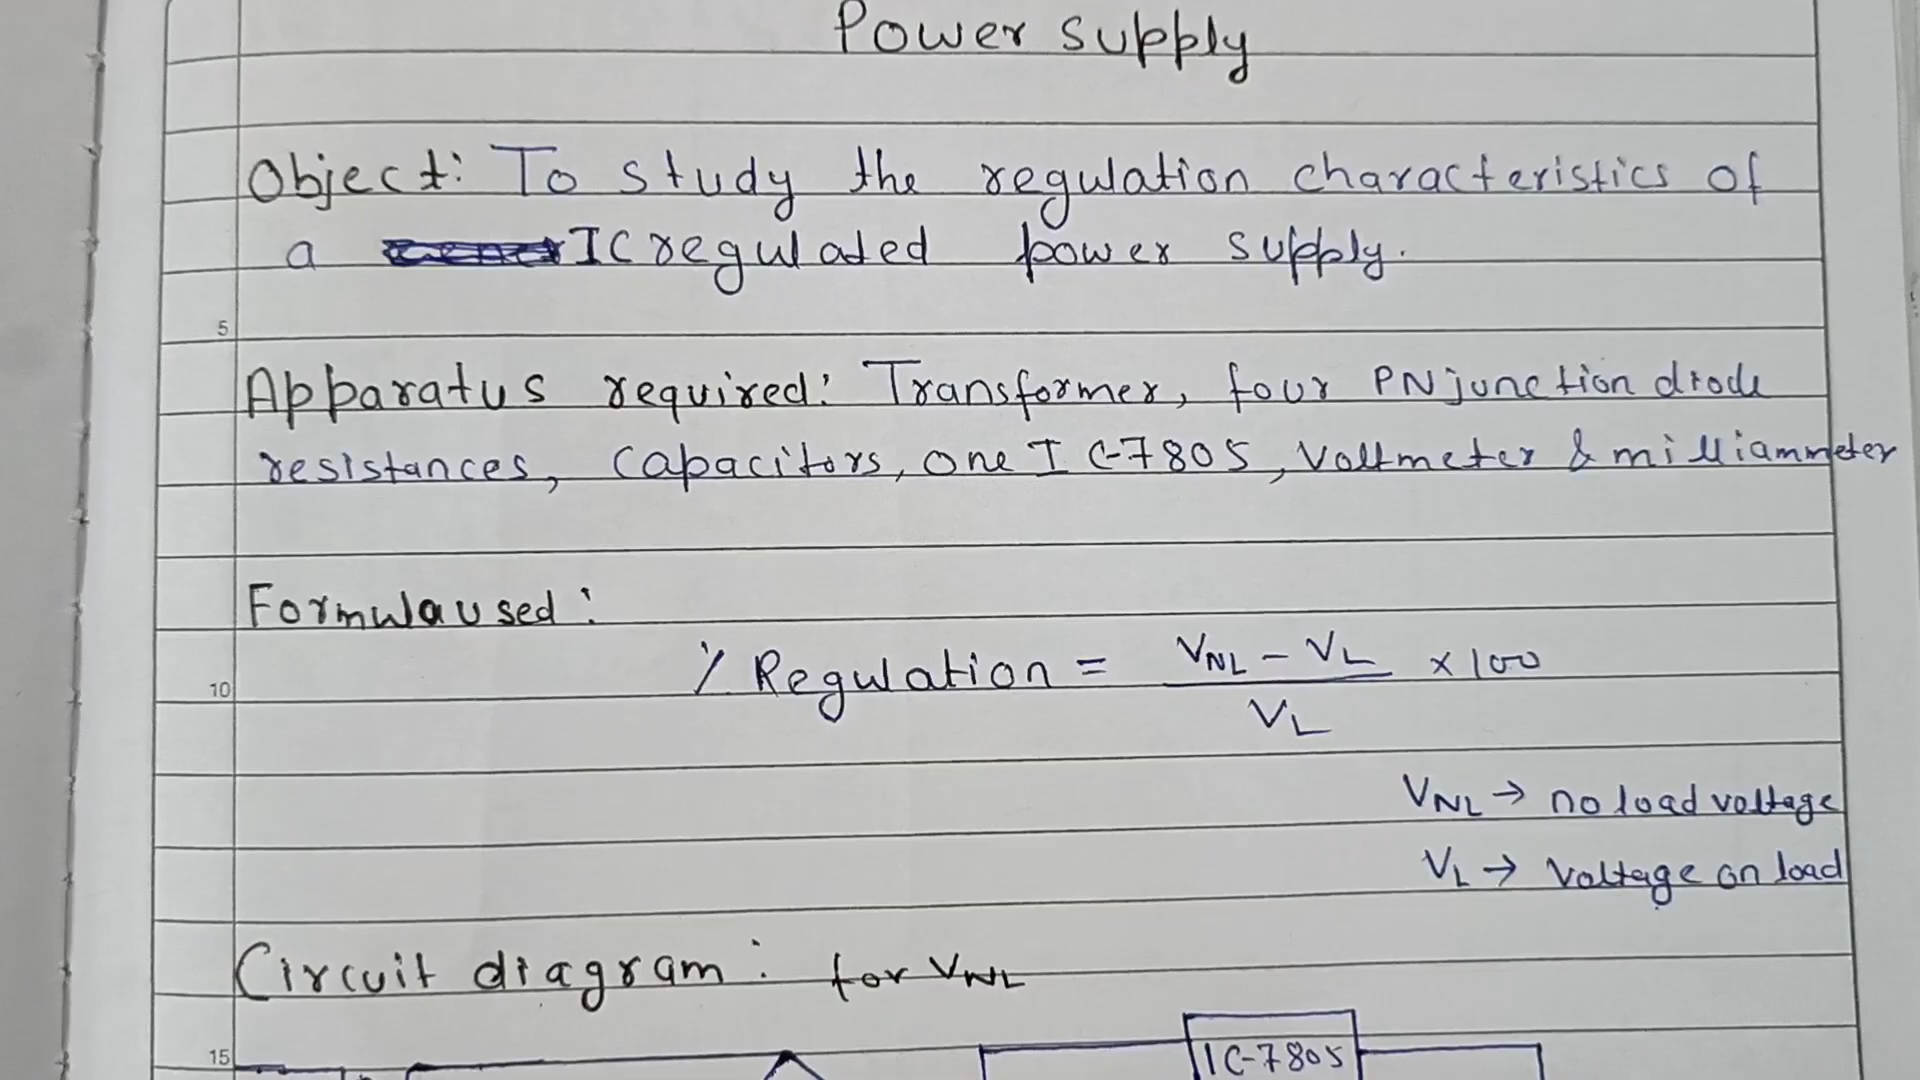 Power supply
Object: To study the regulation characteristics of
a IC regulated power supply.
5
Apparatus required: Transformer, four PN junction diode
resistances, Capacitors, one IC-7805, Voltmeter & milliammeter
Formula used:
10
% Regulation = (VNL - VL) / VL × 100
VNL → no load voltage
VL → Voltage on load
Circuit diagram: for VNL
15
IC-7805